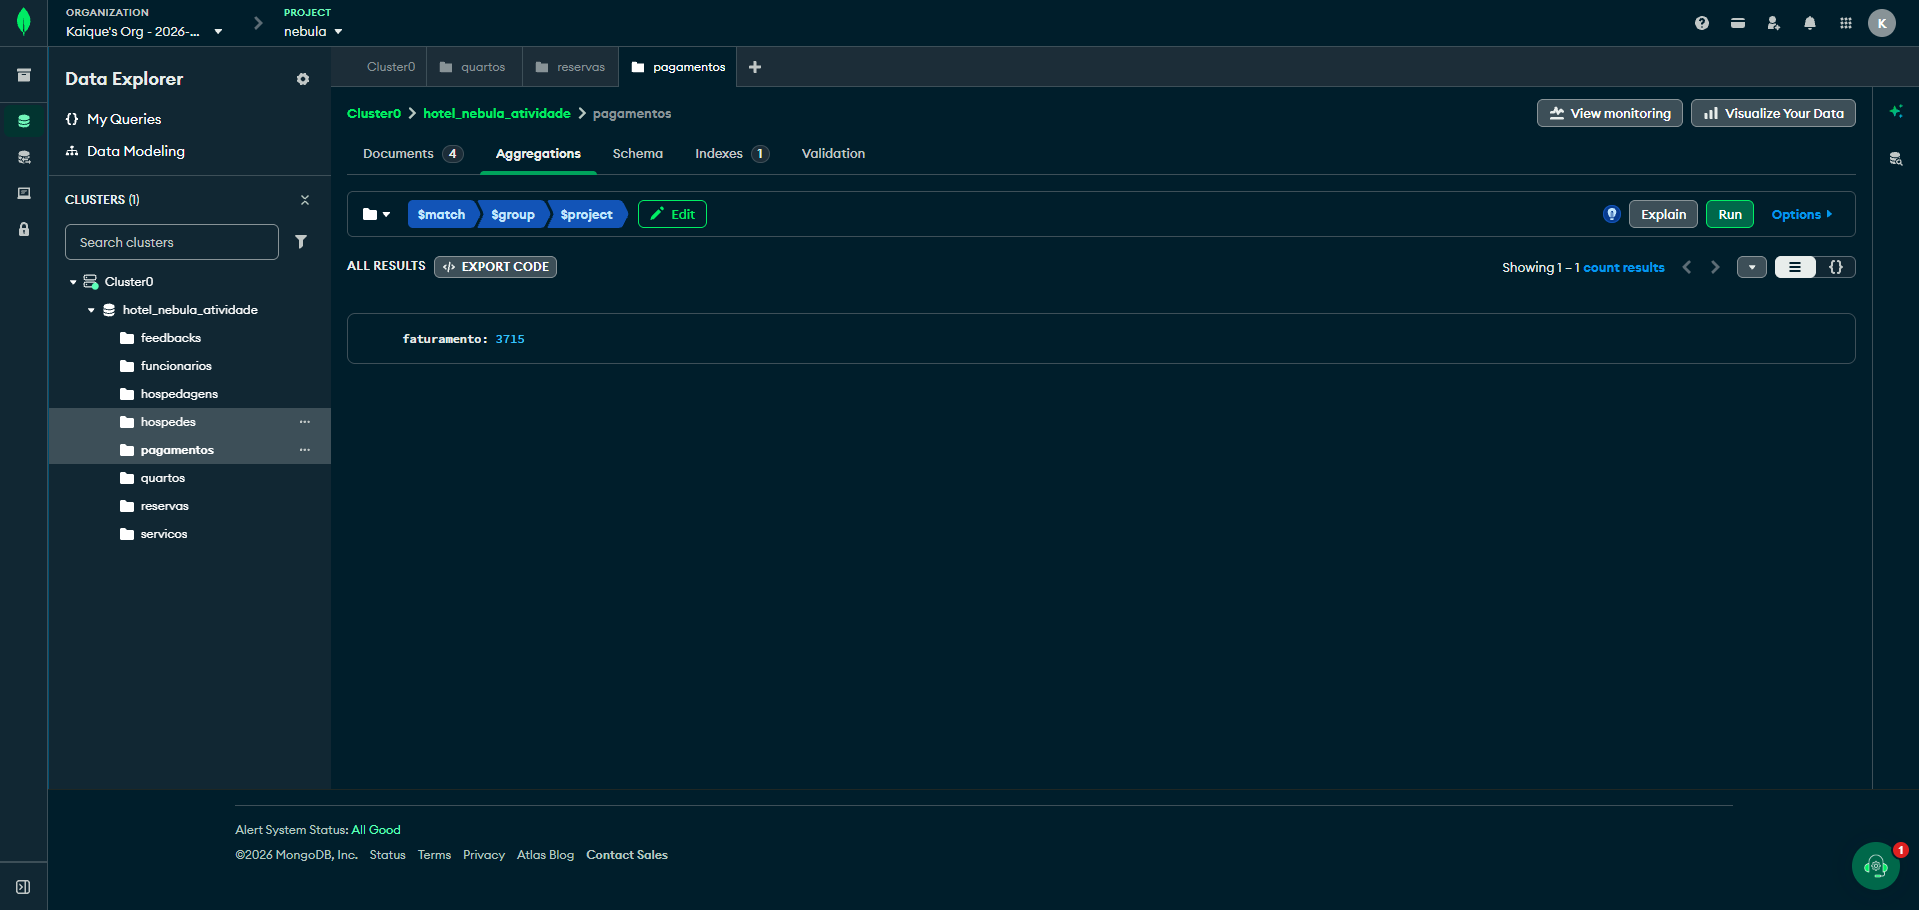 ORGANIZATION
Kaique's Org - 2026-...
PROJECT
nebula
K
Data Explorer
My Queries
Data Modeling
CLUSTERS (1)
Search clusters
Cluster0
hotel_nebula_atividade
feedbacks
funcionarios
hospedagens
hospedes
pagamentos
quartos
reservas
servicos
Cluster0
quartos
reservas
pagamentos
Cluster0 > hotel_nebula_atividade > pagamentos
View monitoring
Visualize Your Data
Documents 4
Aggregations
Schema
Indexes 1
Validation
$match
$group
$project
Edit
Explain
Run
Options
ALL RESULTS
EXPORT CODE
Showing 1 – 1 count results
faturamento: 3715
Alert System Status: All Good
©2026 MongoDB, Inc. Status Terms Privacy Atlas Blog Contact Sales
1